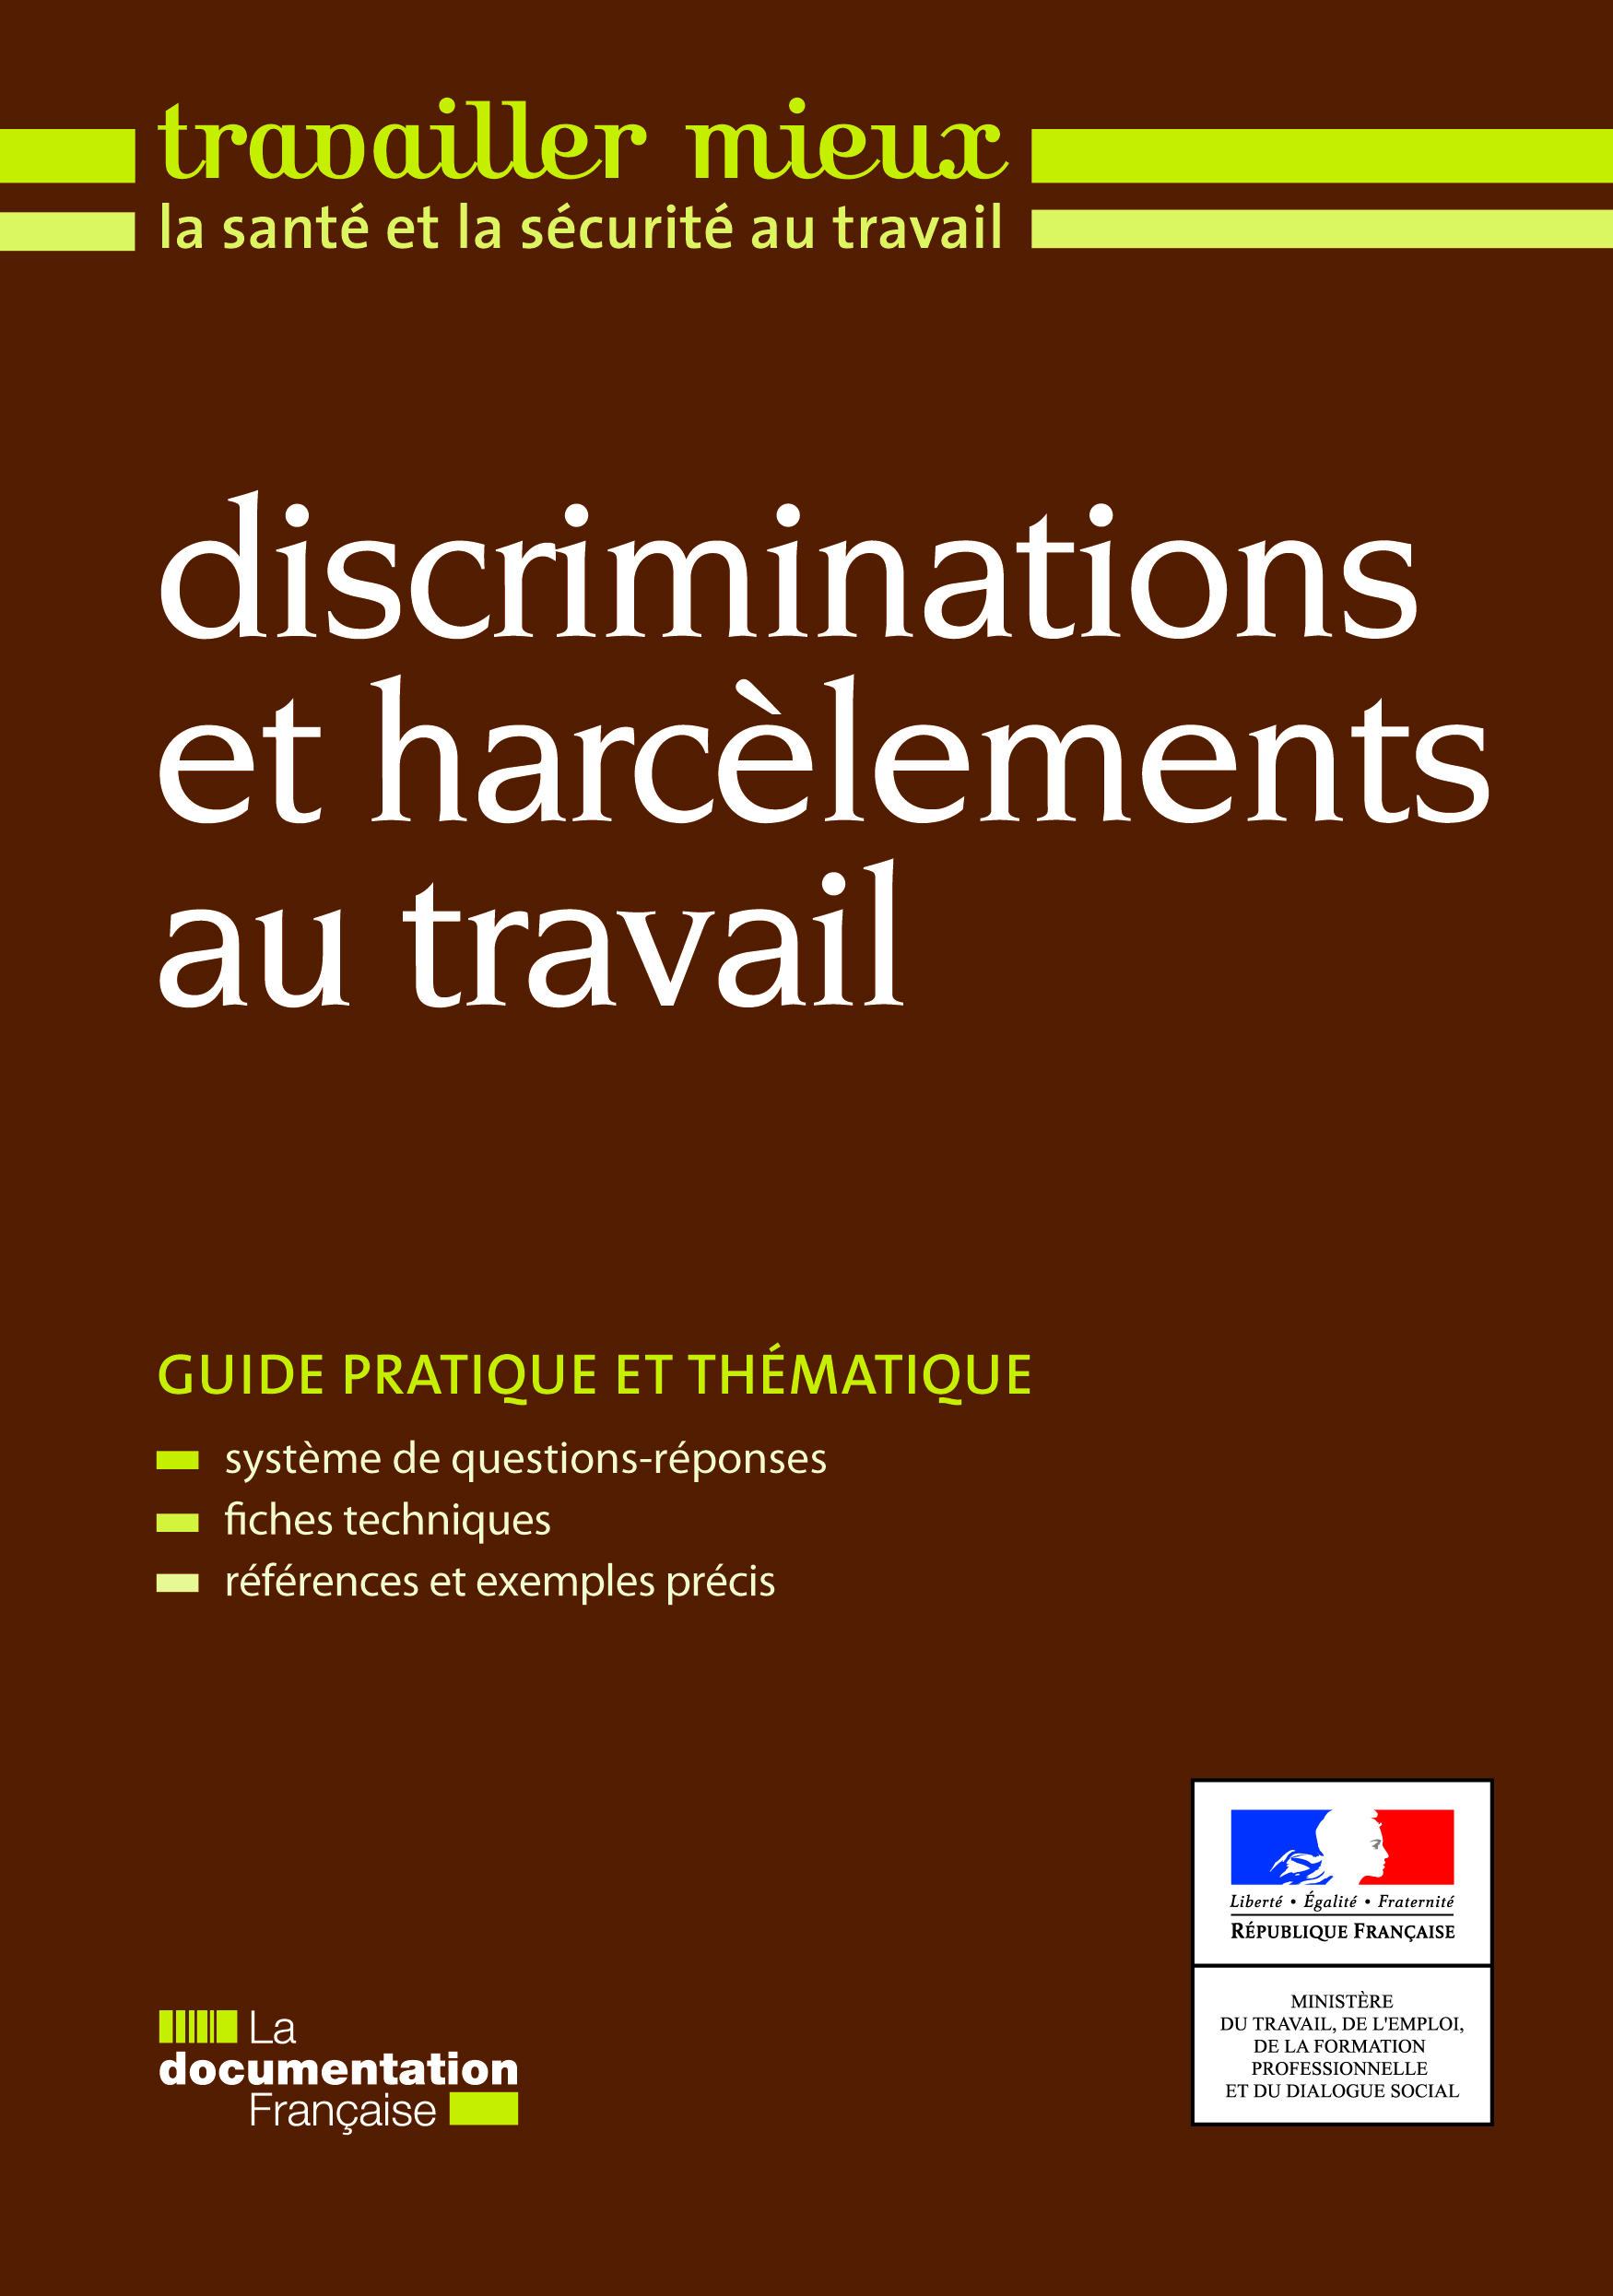 travailler mieux
la santé et la sécurité au travail
discriminations
et harcèlements
au travail
GUIDE PRATIQUE ET THÉMATIQUE
système de questions-réponses
fiches techniques
références et exemples précis
Liberté • Égalité • Fraternité
RÉPUBLIQUE FRANÇAISE
MINISTÈRE
DU TRAVAIL, DE L'EMPLOI,
DE LA FORMATION
PROFESSIONNELLE
ET DU DIALOGUE SOCIAL
La
documentation
Française